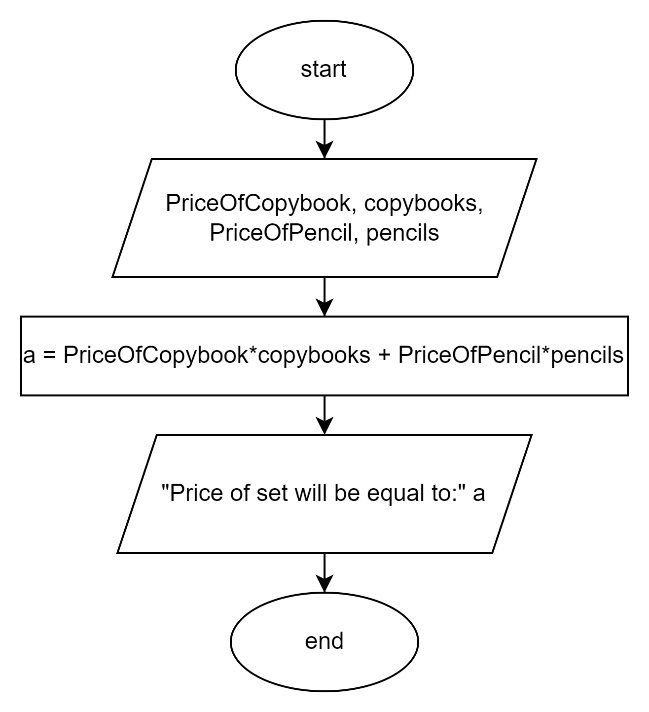 start
PriceOfCopybook, copybooks,
PriceOfPencil, pencils
a = PriceOfCopybook*copybooks + PriceOfPencil*pencils
"Price of set will be equal to:" a
end